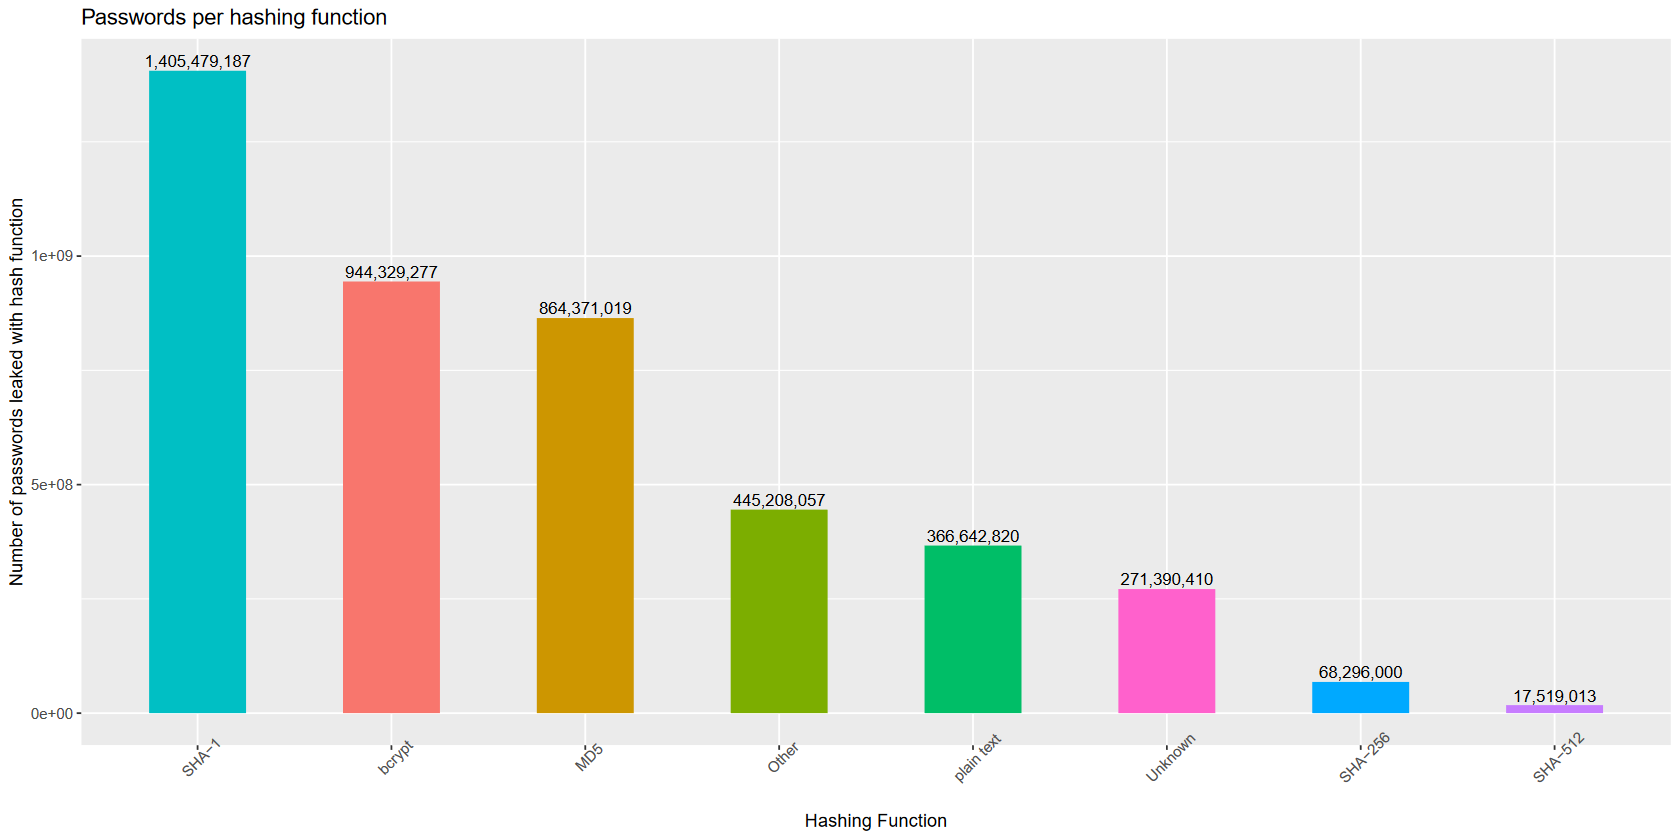 Passwords per hashing function
Number of passwords leaked with hash function
1e+09
5e+08
0e+00
1,405,479,187
944,329,277
864,371,019
445,208,057
366,642,820
271,390,410
68,296,000
17,519,013
SHA−1
bcrypt
MD5
Other
plain text
Unknown
SHA−256
SHA−512
Hashing Function